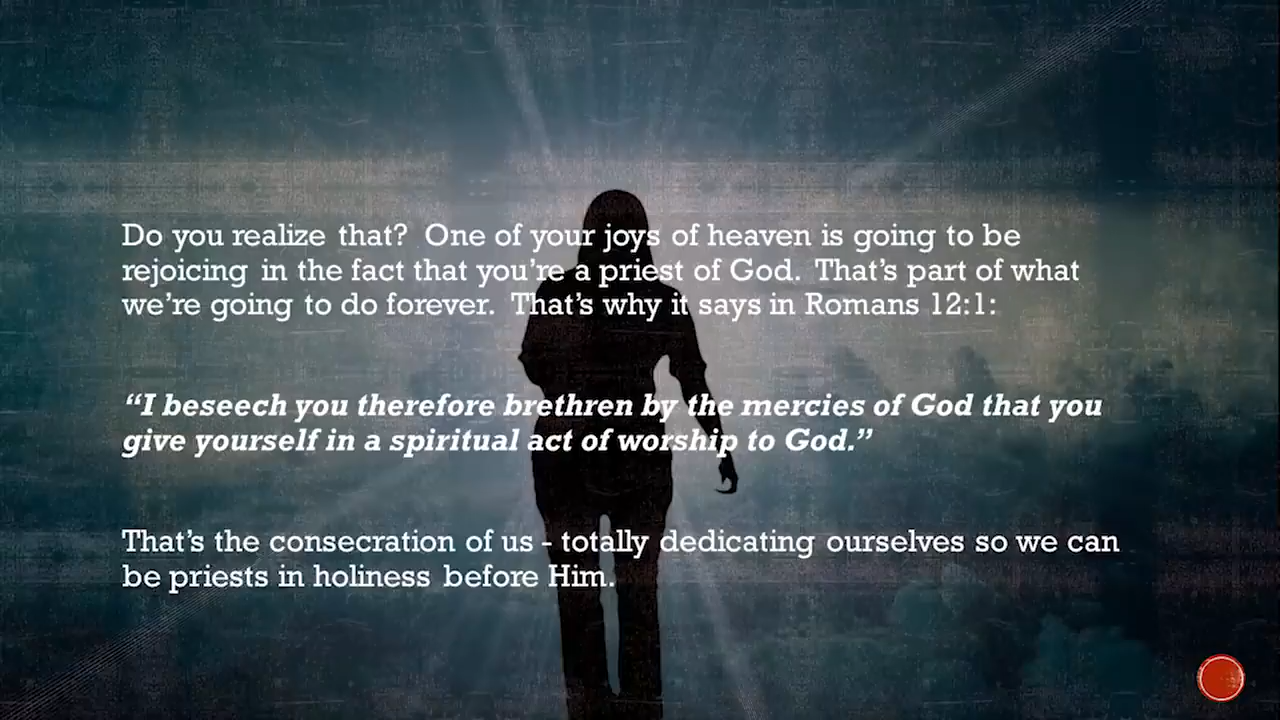 Do you realize that?  One of your joys of heaven is going to be
rejoicing in the fact that you’re a priest of God.  That’s part of what
we’re going to do forever.  That’s why it says in Romans 12:1:
“I beseech you therefore brethren by the mercies of God that you
give yourself in a spiritual act of worship to God.”
That’s the consecration of us - totally dedicating ourselves so we can
be priests in holiness before Him.